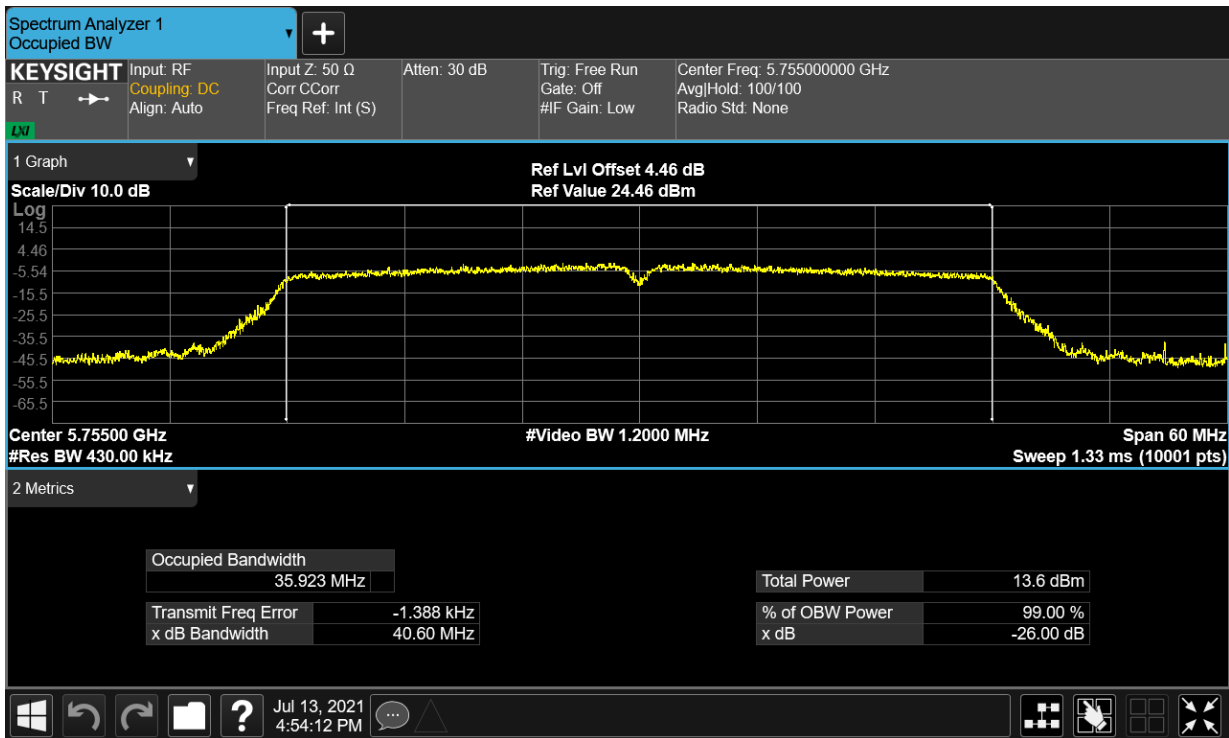 Spectrum Analyzer 1
Occupied BW
KEYSIGHT
R T
LXI
Input: RF
Coupling: DC
Align: Auto
Input Z: 50 Ω
Corr CCorr
Freq Ref: Int (S)
Atten: 30 dB
Trig: Free Run
Gate: Off
#IF Gain: Low
Center Freq: 5.755000000 GHz
Avg|Hold: 100/100
Radio Std: None
1 Graph
Scale/Div 10.0 dB
Ref Lvl Offset 4.46 dB
Ref Value 24.46 dBm
Log
14.5
4.46
-5.54
-15.5
-25.5
-35.5
-45.5
-55.5
-65.5
Center 5.75500 GHz
#Video BW 1.2000 MHz
Span 60 MHz
#Res BW 430.00 kHz
Sweep 1.33 ms (10001 pts)
2 Metrics
Occupied Bandwidth
35.923 MHz
Total Power 13.6 dBm
Transmit Freq Error -1.388 kHz
% of OBW Power 99.00 %
x dB Bandwidth 40.60 MHz
x dB -26.00 dB
?
Jul 13, 2021
4:54:12 PM